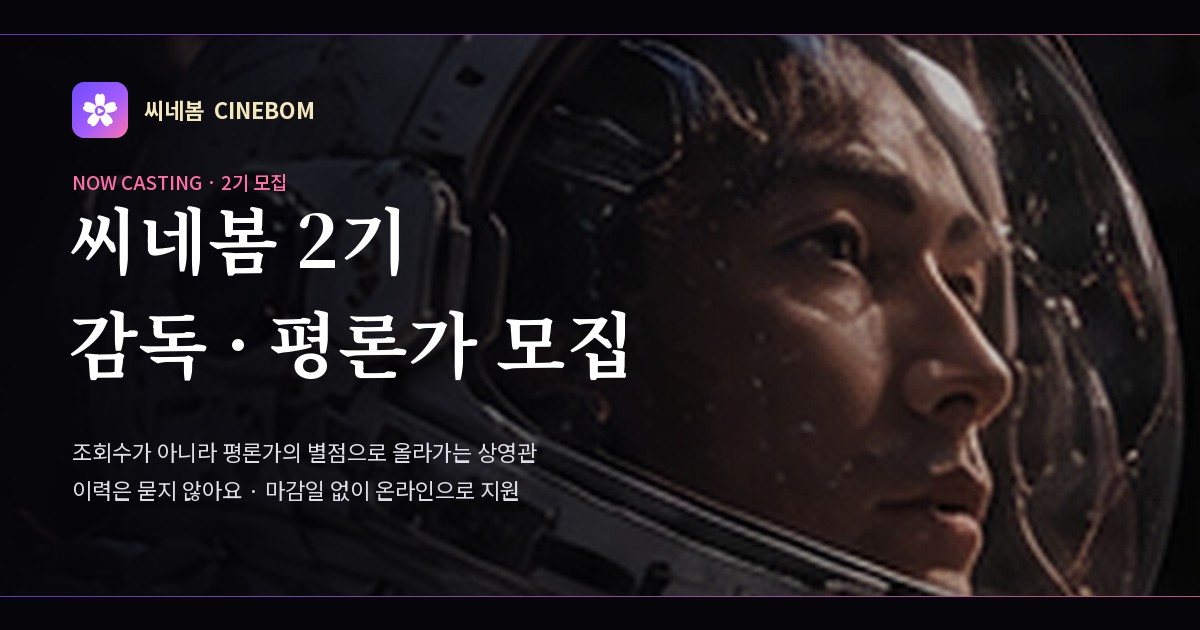 씨네봄 CINEBOM
NOW CASTING · 2기 모집
씨네봄 2기
감독 · 평론가 모집
조회수가 아니라 평론가의 별점으로 올라가는 상영관
이력은 묻지 않아요 · 마감일 없이 온라인으로 지원